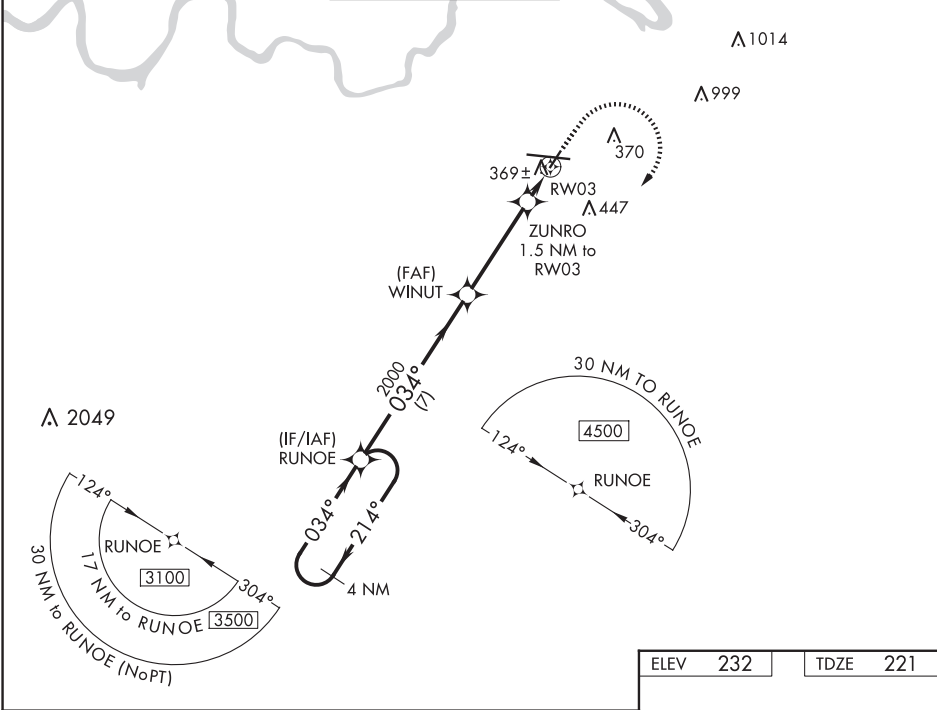 1014
999
370
369±
RW03
447
ZUNRO
1.5 NM to
RW03
(FAF)
WINUT
2000
034°
(7)
30 NM TO RUNOE
4500
124°
RUNOE
304°
2049
(IF/IAF)
RUNOE
034°
214°
4 NM
124°
RUNOE
3100
304°
17 NM to RUNOE
3500
30 NM to RUNOE (NoPT)
ELEV 232
TDZE 221